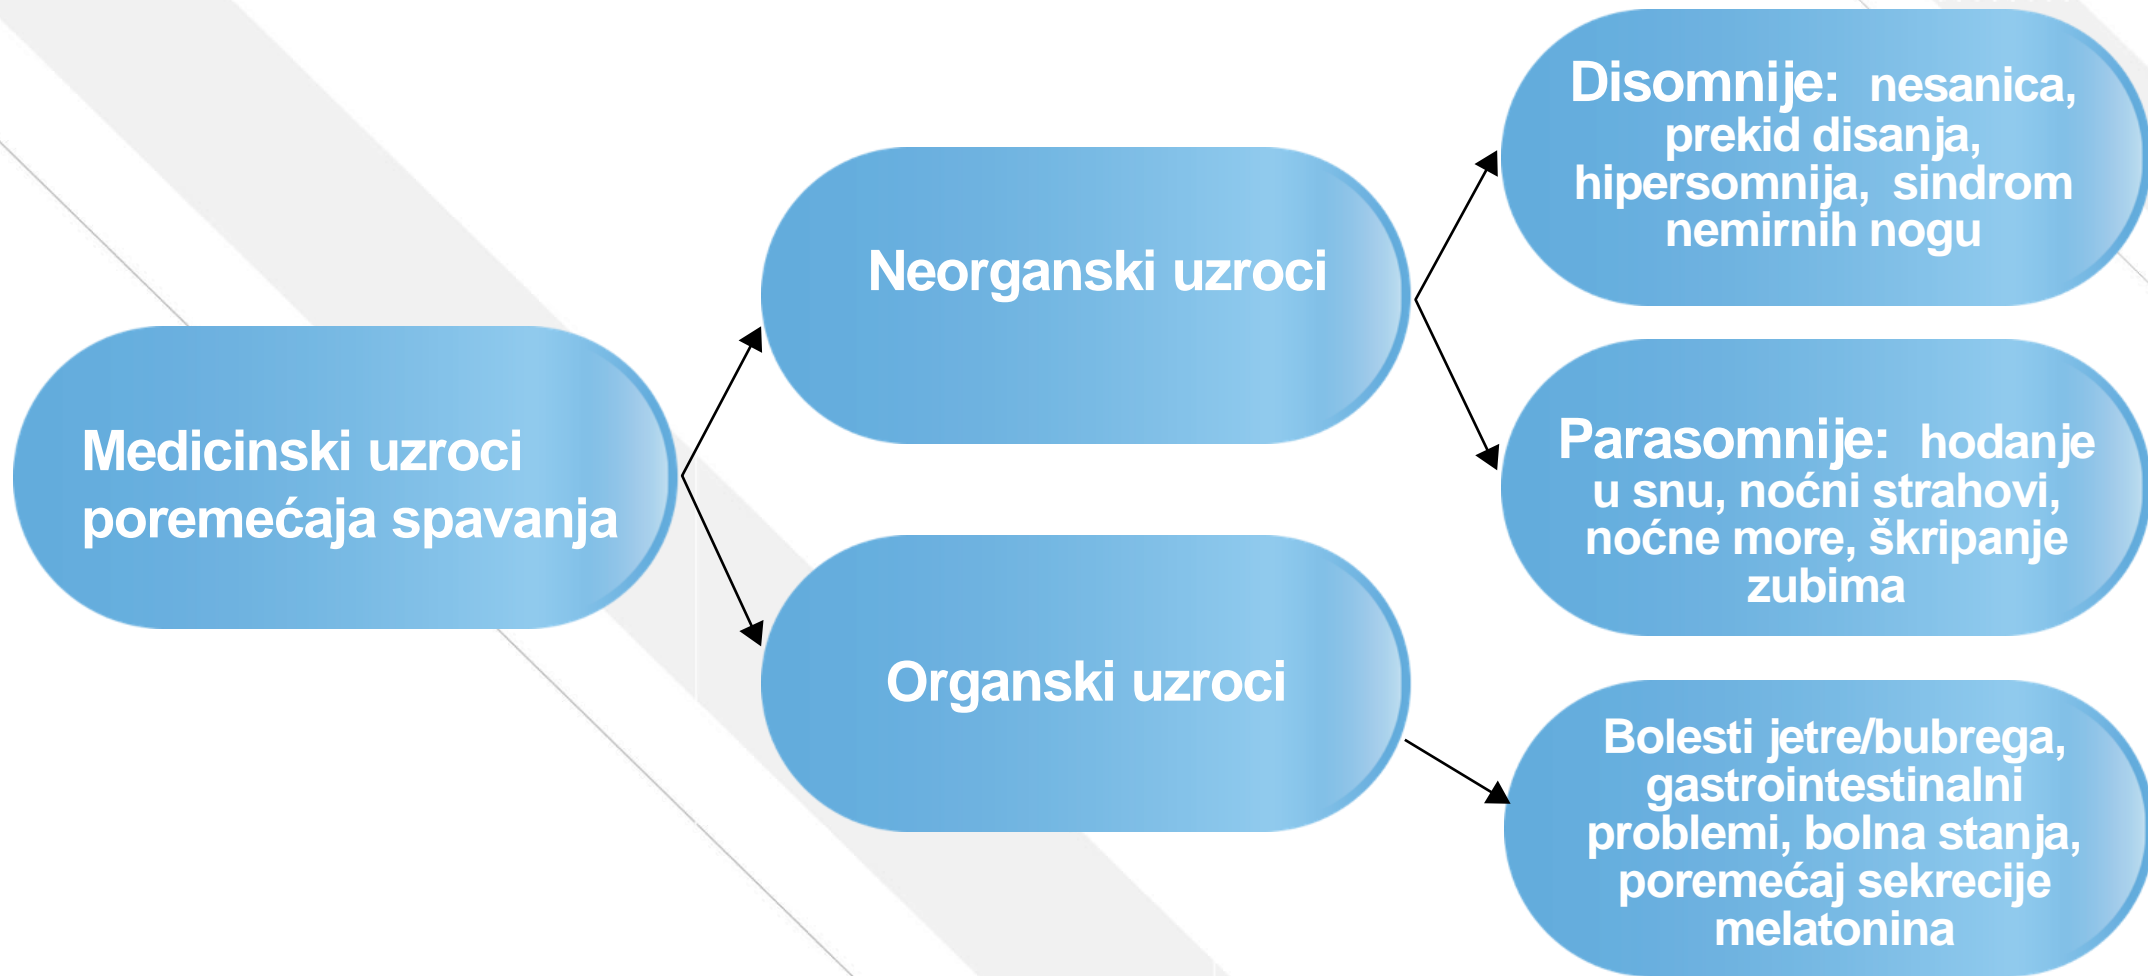 Medicinski uzroci
poremećaja spavanja
Neorganski uzroci
Organski uzroci
Disomnije: nesanica,
prekid disanja,
hipersomnija, sindrom
nemirnih nogu
Parasomnije: hodanje
u snu, noćni strahovi,
noćne more, škripanje
zubima
Bolesti jetre/bubrega,
gastrointestinalni
problemi, bolna stanja,
poremećaj sekrecije
melatonina